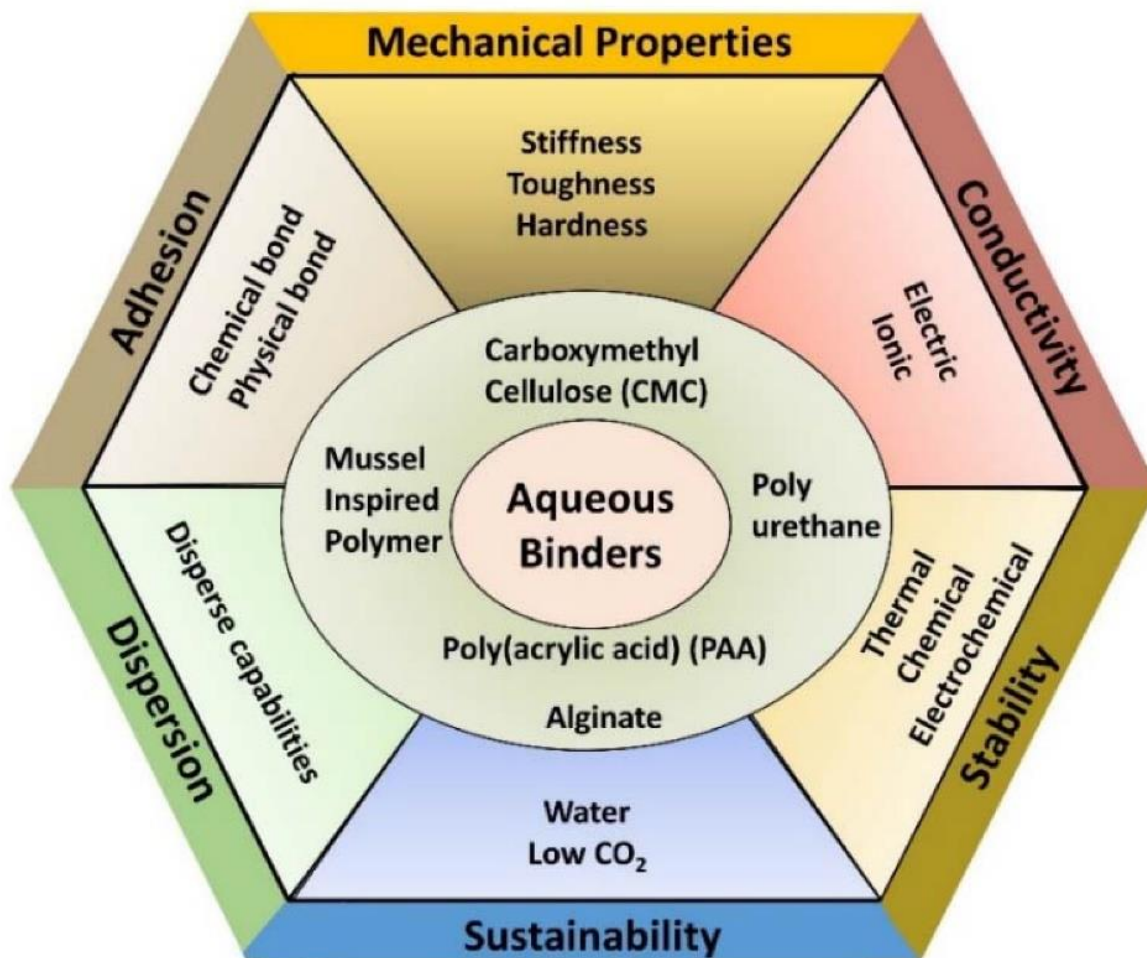 Mechanical Properties
Stiffness
Toughness
Hardness
Adhesion
Chemical bond
Physical bond
Conductivity
Electric
Ionic
Carboxymethyl
Cellulose (CMC)
Mussel
Inspired
Polymer
Aqueous
Binders
Poly
urethane
Poly(acrylic acid) (PAA)
Alginate
Dispersion
Disperse capabilities
Thermal
Chemical
Electrochemical
Stability
Water
Low CO₂
Sustainability